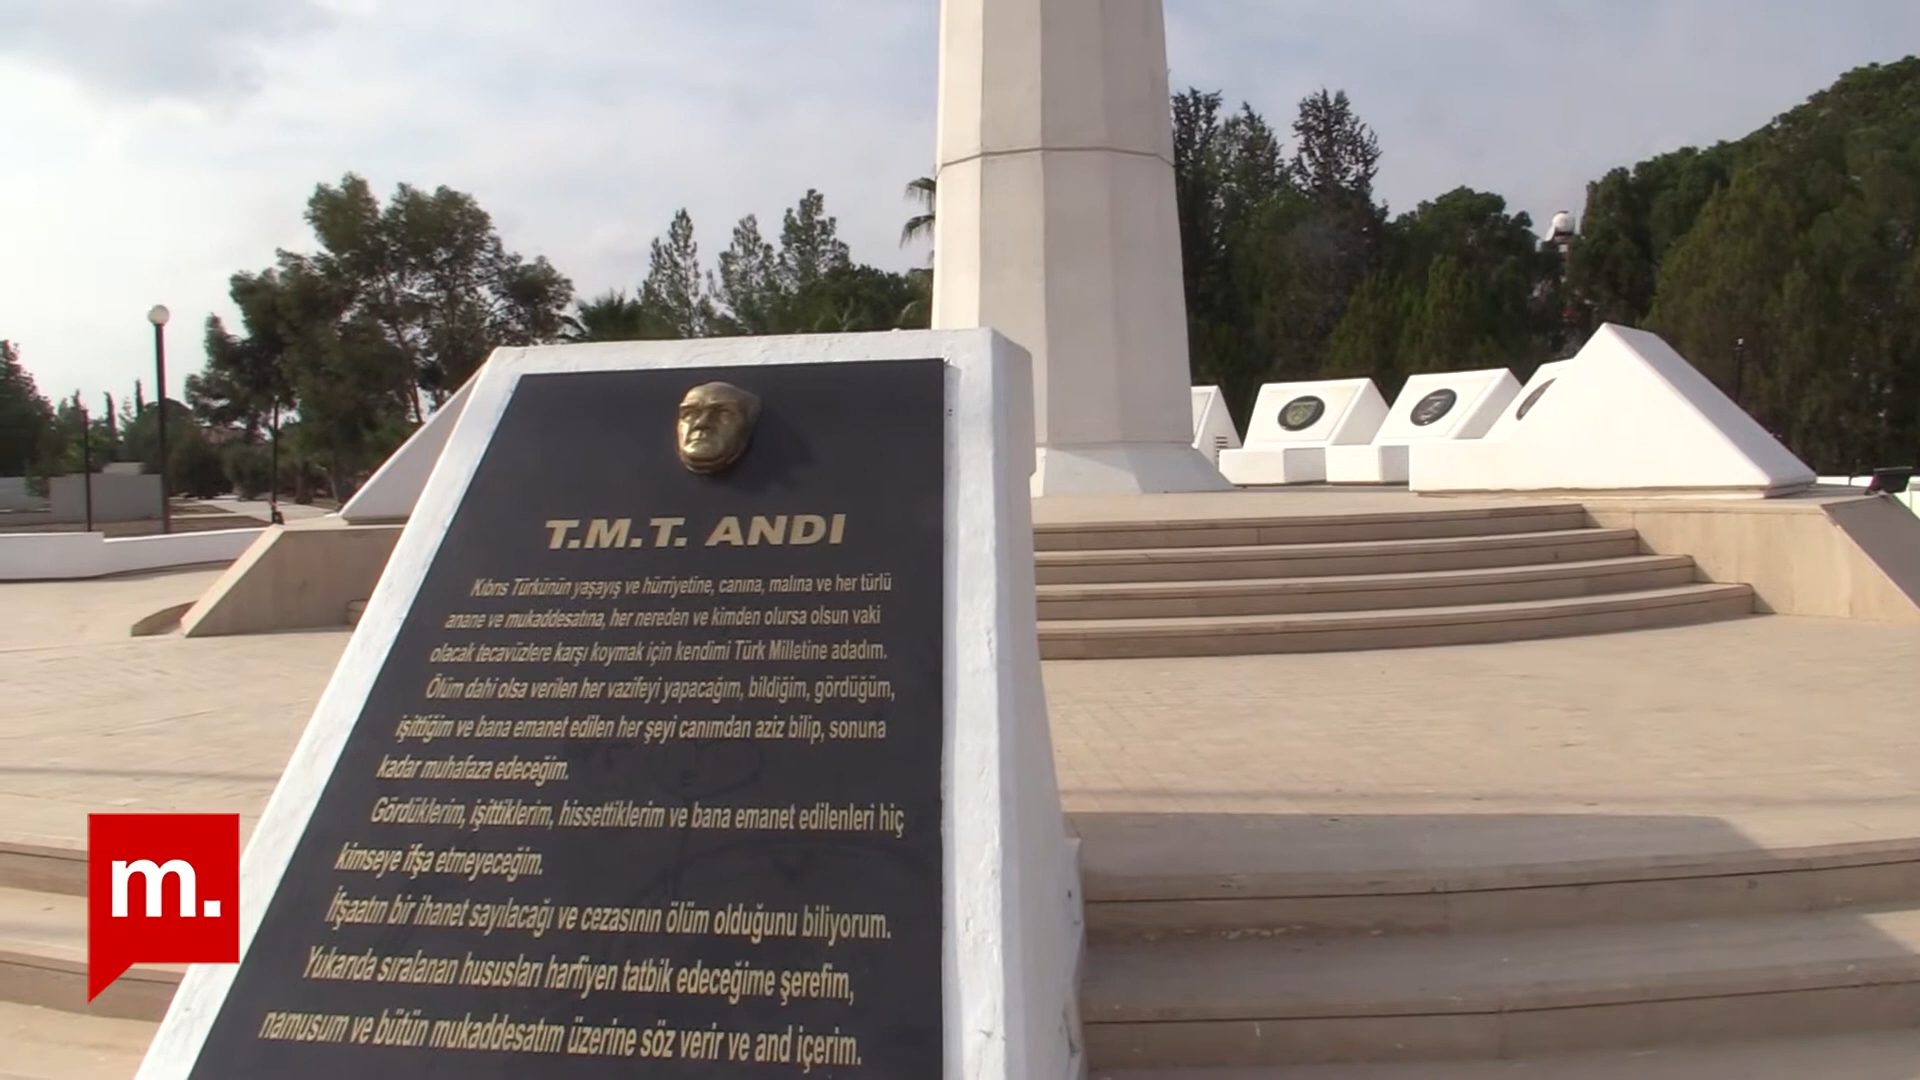 T.M.T. ANDI
Kıbrıs Türkünün yaşayış ve hürriyetine, canına, malına ve her türlü
anane ve mukaddesatına, her nereden ve kimden olursa olsun vaki
olacak tecavüzlere karşı koymak için kendimi Türk Milletine adadım.
Ölüm dahi olsa verilen her vazifeyi yapacağım, bildiğim, gördüğüm,
işittiğim ve bana emanet edilen her şeyi canımdan aziz bilip, sonuna
kadar muhafaza edeceğim.
Gördüklerim, işittiklerim, hissettiklerim ve bana emanet edilenleri hiç
kimseye ifşa etmeyeceğim.
İfşaatın bir ihanet sayılacağı ve cezasının ölüm olduğunu biliyorum.
Yukarıda sıralanan hususları harfiyen tatbik edeceğime şerefim,
namusum ve bütün mukaddesatım üzerine söz verir ve and içerim.
m.